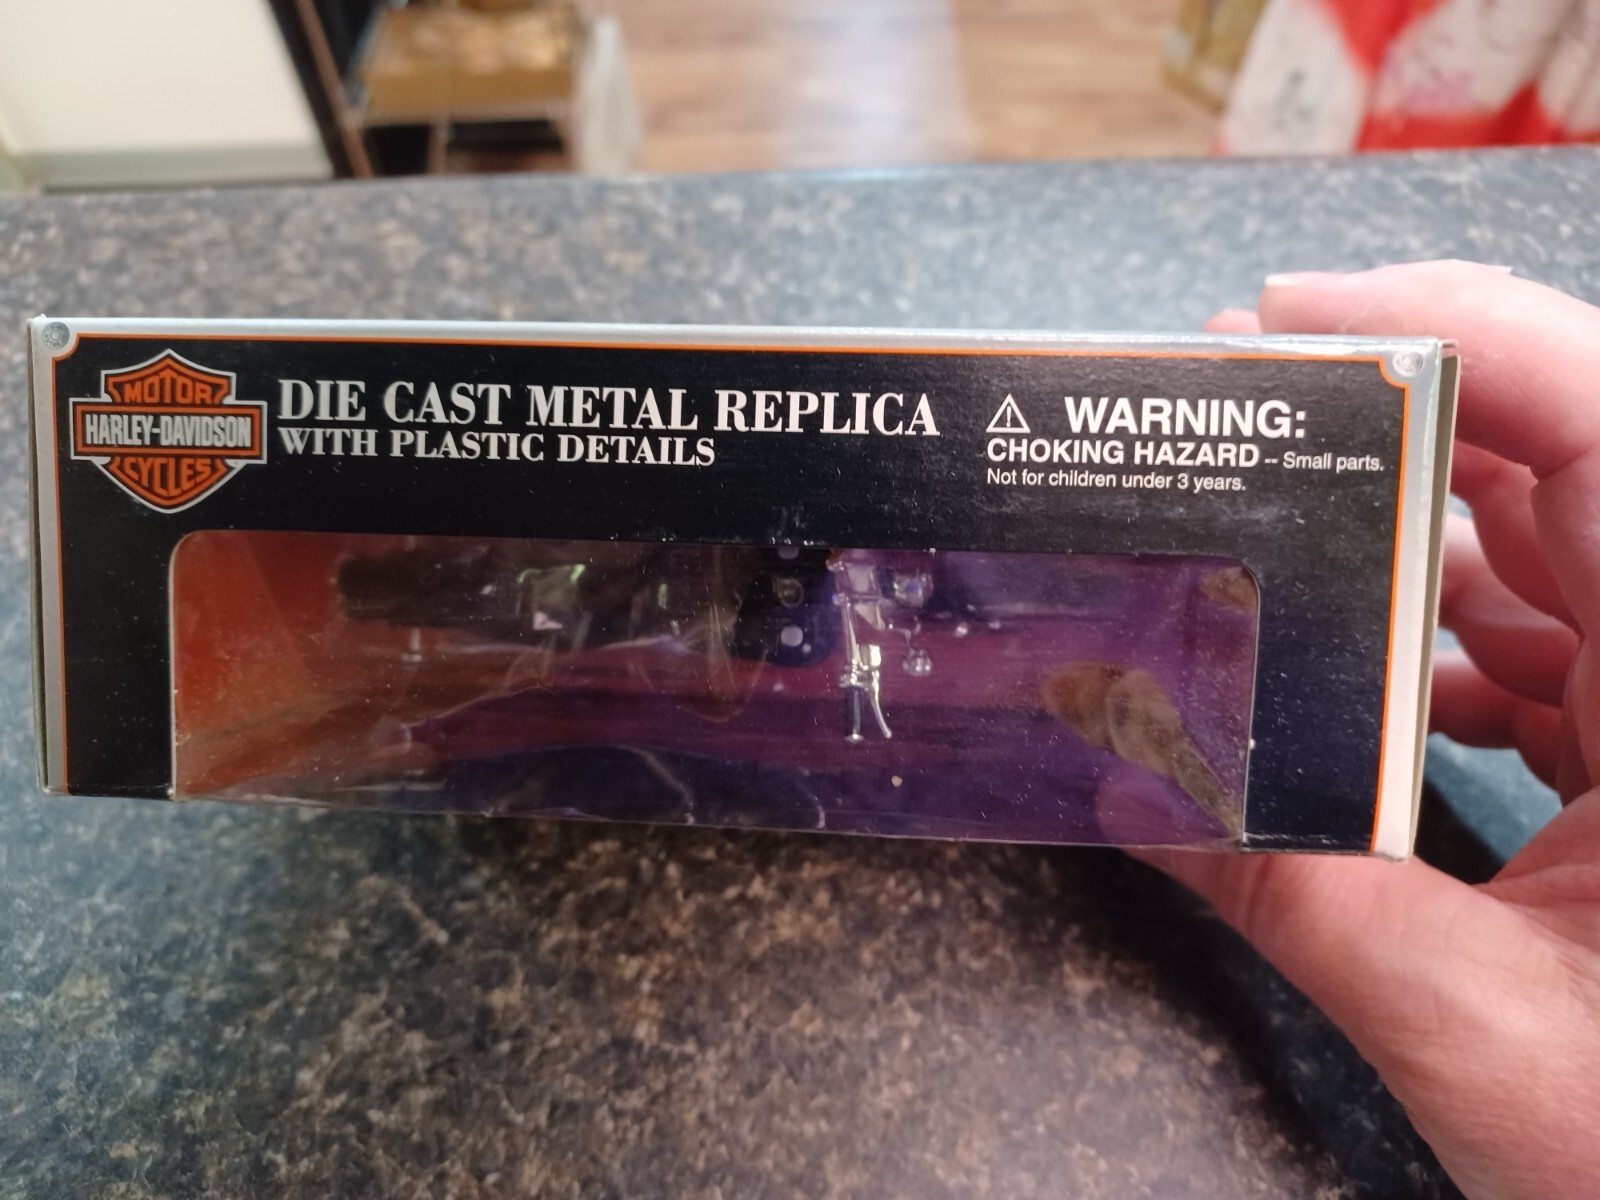 MOTOR
HARLEY-DAVIDSON
CYCLES
DIE CAST METAL REPLICA
WITH PLASTIC DETAILS
WARNING:
CHOKING HAZARD -- Small parts.
Not for children under 3 years.